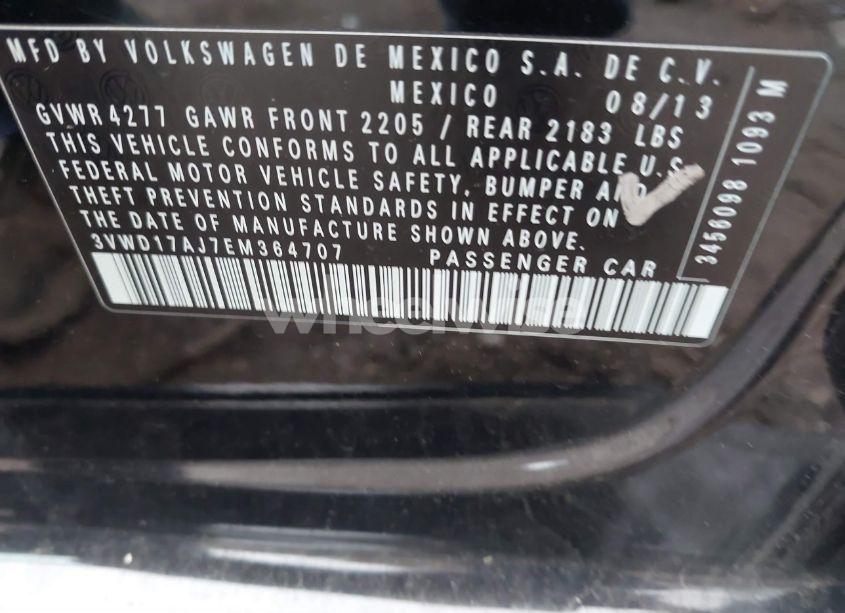 MFD BY VOLKSWAGEN DE MEXICO S.A. DE C.V.
MEXICO 08/13
GVWR4277 GAWR FRONT 2205 / REAR 2183 LBS
THIS VEHICLE CONFORMS TO ALL APPLICABLE U.S.
FEDERAL MOTOR VEHICLE SAFETY, BUMPER AND
THEFT PREVENTION STANDARDS IN EFFECT ON
THE DATE OF MANUFACTURE SHOWN ABOVE.
3VWD17AJ7EM364707 PASSENGER CAR
3456098 1093 M
wheelwise